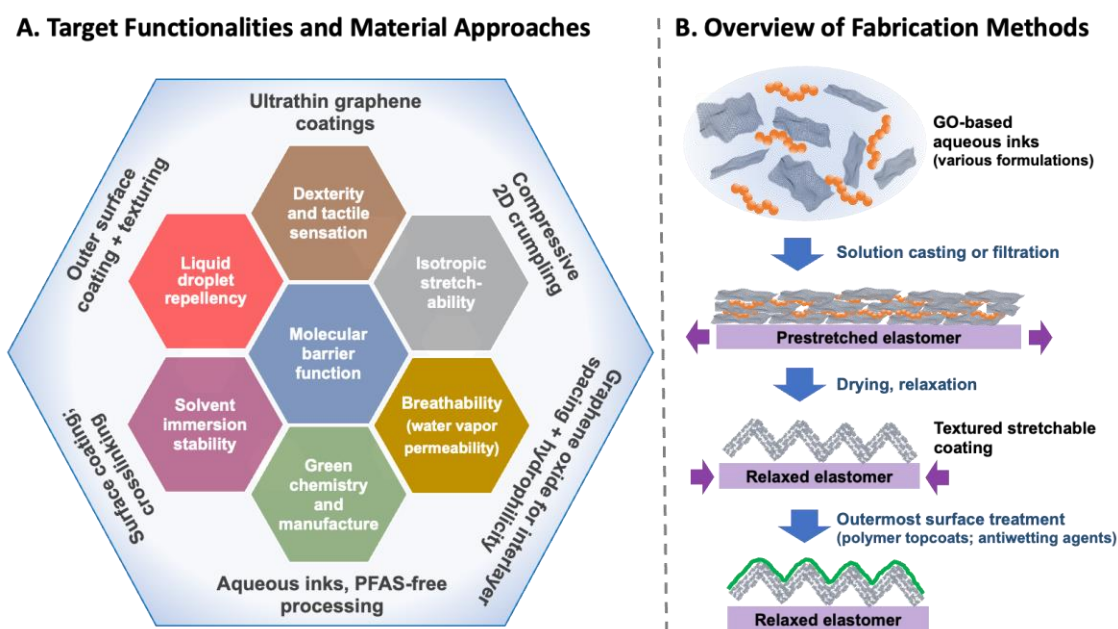 A. Target Functionalities and Material Approaches
Ultrathin graphene
coatings
Outer surface
coating + texturing
Compressive
2D crumpling
Dexterity
and tactile
sensation
Liquid
droplet
repellency
Isotropic
stretch-
ability
Molecular
barrier
function
Solvent
immersion
stability
Breathability
(water vapor
permeability)
Green
chemistry
and
manufacture
Surface coating;
crosslinking
Graphene oxide for interlayer
spacing + hydrophilicity
Aqueous inks, PFAS-free
processing
B. Overview of Fabrication Methods
GO-based
aqueous inks
(various formulations)
Solution casting or filtration
Prestretched elastomer
Drying, relaxation
Textured stretchable
coating
Relaxed elastomer
Outermost surface treatment
(polymer topcoats; antiwetting agents)
Relaxed elastomer